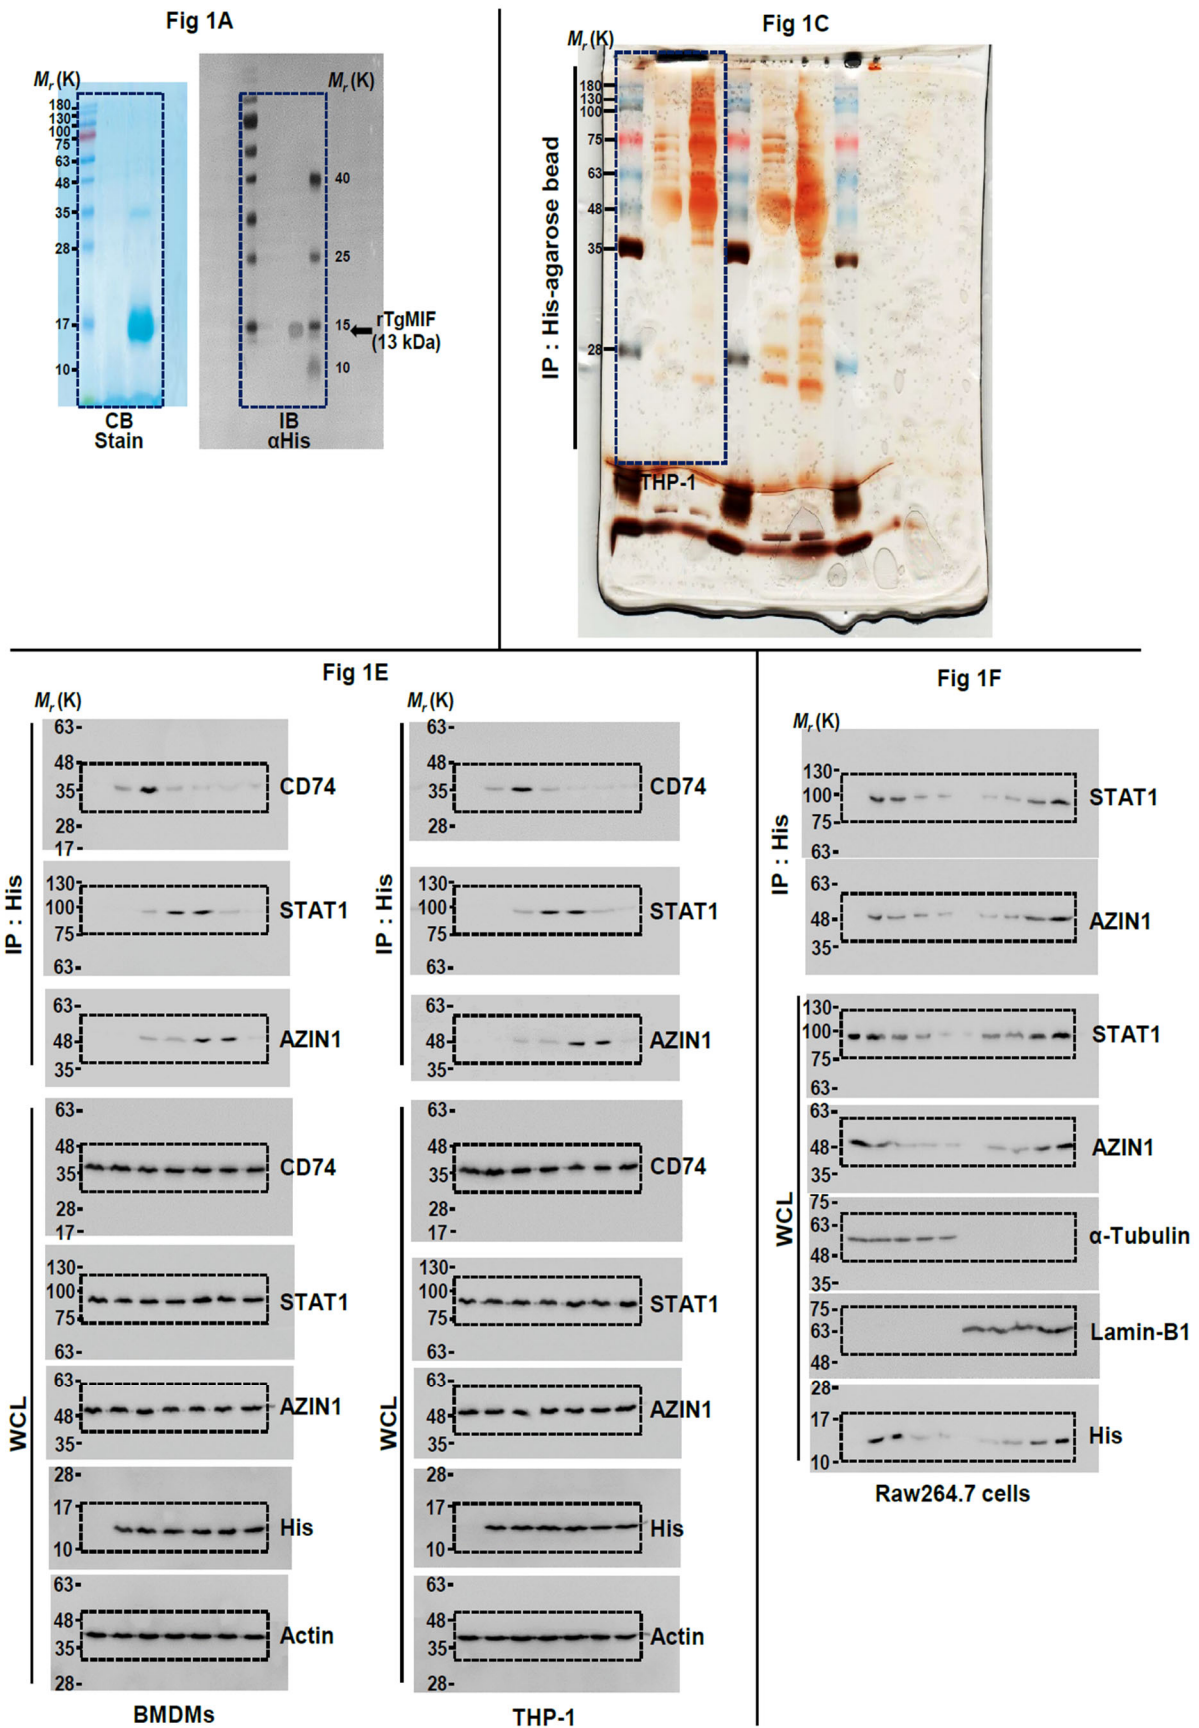 Fig 1A
Mr (K)
180
130
100
75
63
48
35
28
17
10
CB
Stain
Mr (K)
40
25
15
10
rTgMIF
(13 kDa)
IB
αHis
Fig 1C
Mr (K)
180
130
100
75
63
48
35
28
IP : His-agarose bead
THP-1
Fig 1E
Mr (K)
IP : His
63
48
35
28
17
CD74
130
100
75
63
STAT1
63
48
35
AZIN1
WCL
63
48
35
28
17
CD74
130
100
75
63
STAT1
63
48
35
AZIN1
28
17
10
His
63
48
35
28
Actin
BMDMs
Mr (K)
IP : His
63
48
35
28
CD74
130
100
75
63
STAT1
63
48
35
AZIN1
WCL
63
48
35
28
17
CD74
130
100
75
63
STAT1
63
48
35
AZIN1
28
17
10
His
63
48
35
28
Actin
THP-1
Fig 1F
Mr (K)
IP : His
130
100
75
63
STAT1
63
48
35
AZIN1
WCL
130
100
75
63
STAT1
63
48
35
AZIN1
75
63
48
35
α-Tubulin
75
63
48
Lamin-B1
28
17
10
His
Raw264.7 cells